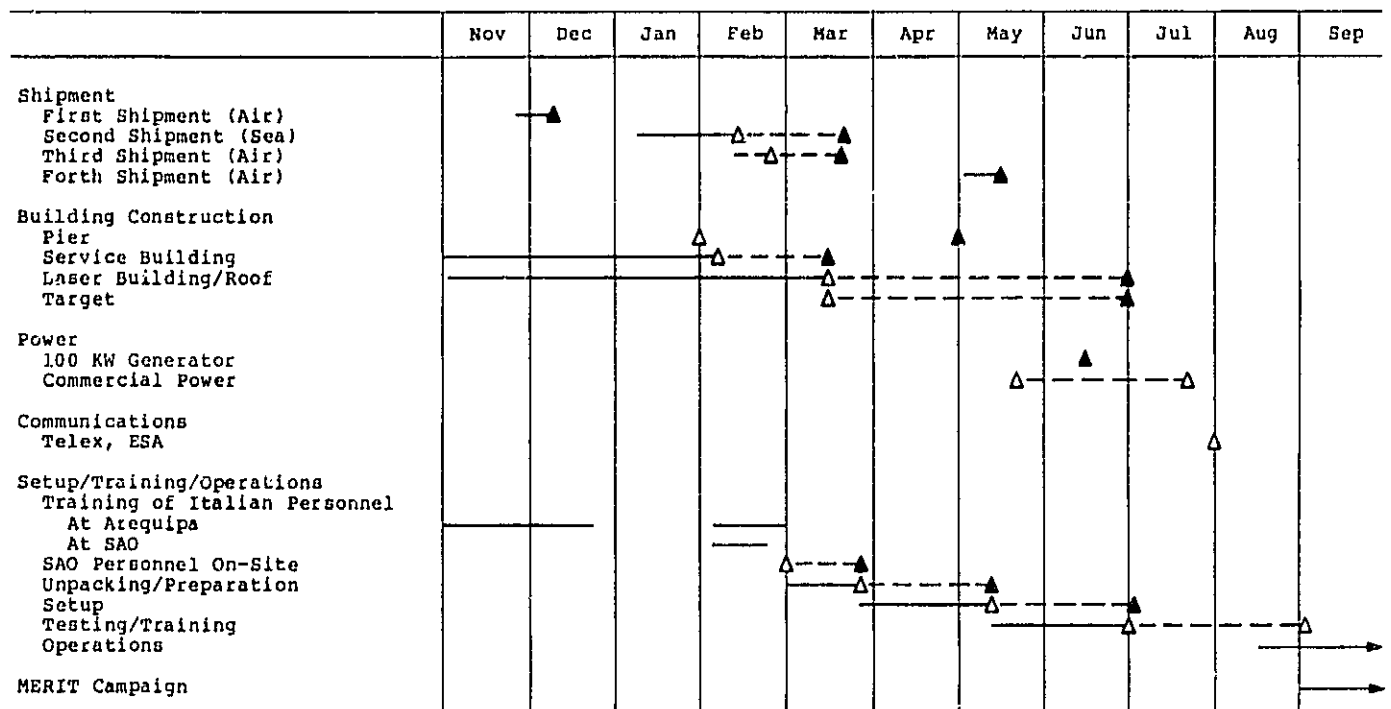 Nov Dec Jan Feb Mar Apr May Jun Jul Aug Sep
Shipment
First Shipment (Air)
Second Shipment (Sea)
Third Shipment (Air)
Forth Shipment (Air)
Building Construction
Pier
Service Building
Laser Building/Roof
Target
Power
100 KW Generator
Commercial Power
Communications
Telex, ESA
Setup/Training/Operations
Training of Italian Personnel
At Arequipa
At SAO
SAO Personnel On-Site
Unpacking/Preparation
Setup
Testing/Training
Operations
MERIT Campaign